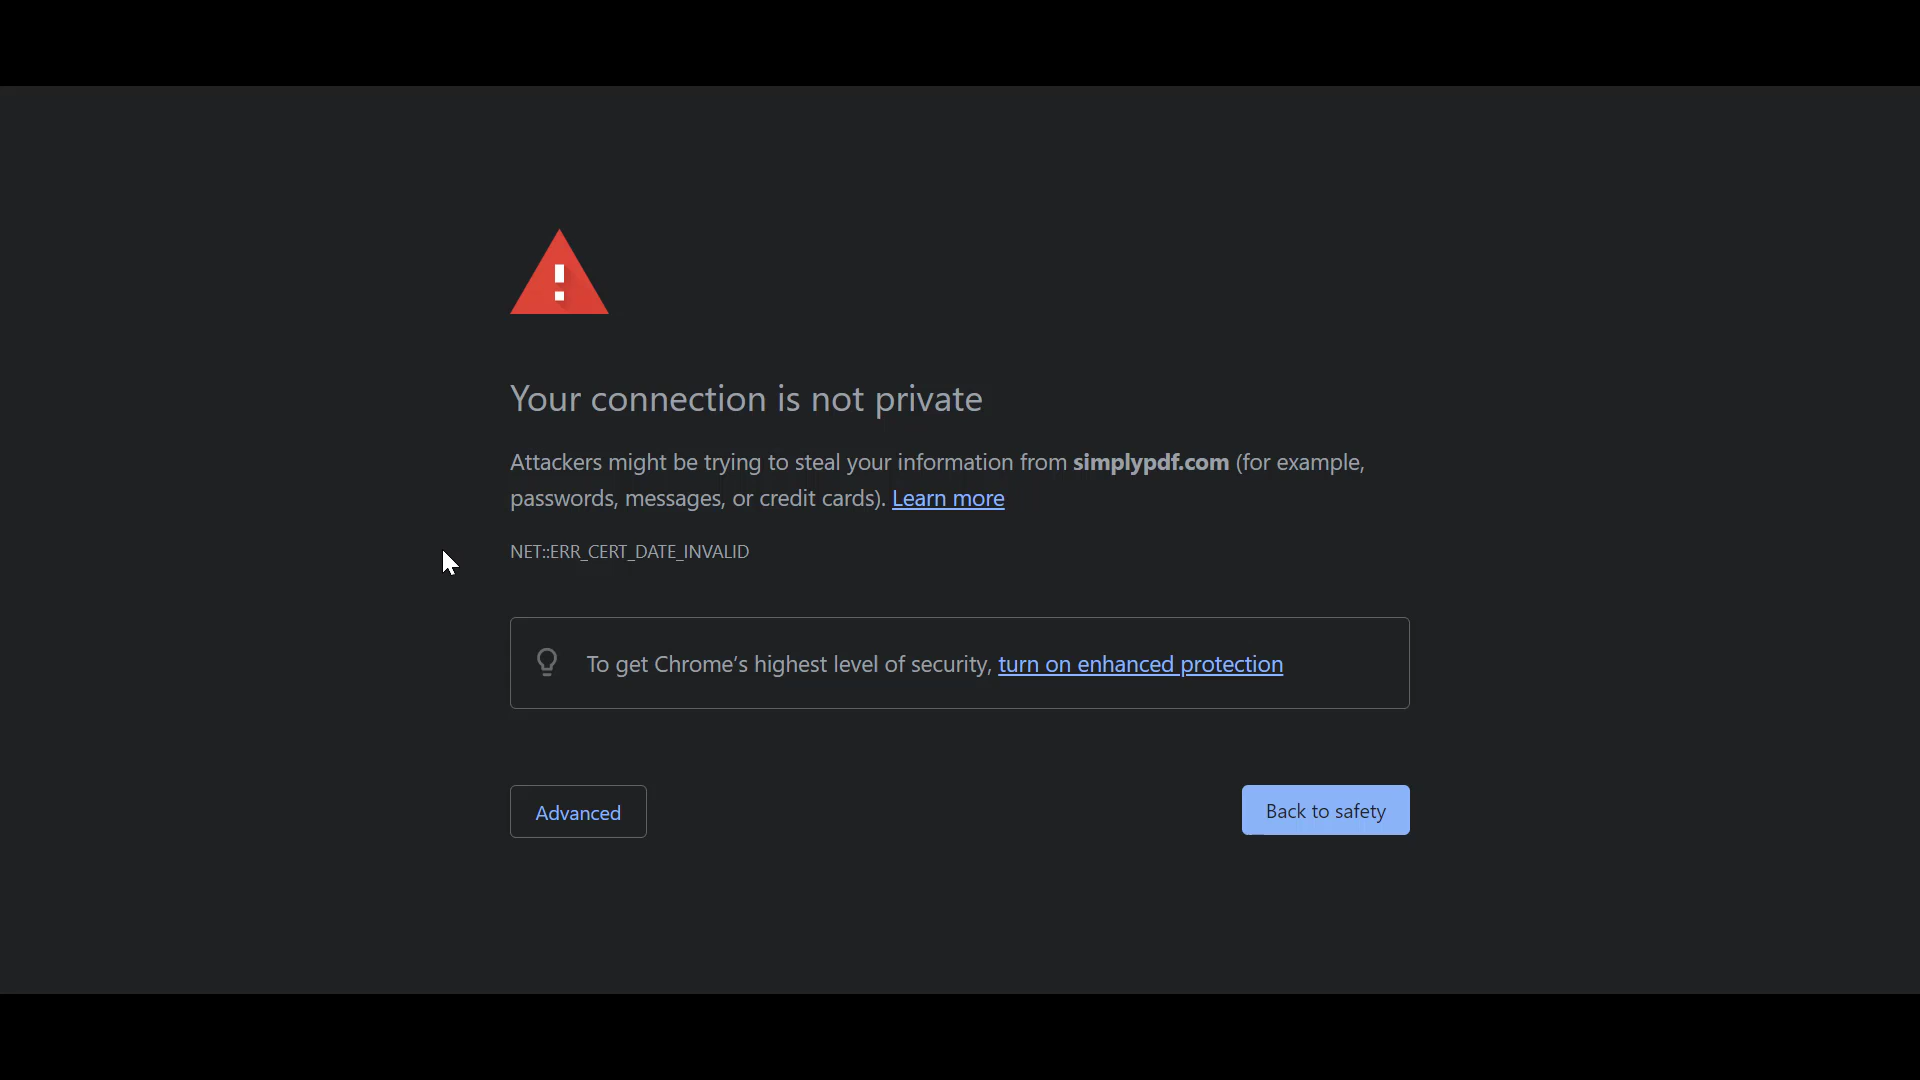 Your connection is not private
Attackers might be trying to steal your information from simplypdf.com (for example,
passwords, messages, or credit cards). Learn more
NET::ERR_CERT_DATE_INVALID
To get Chrome’s highest level of security, turn on enhanced protection
Advanced
Back to safety